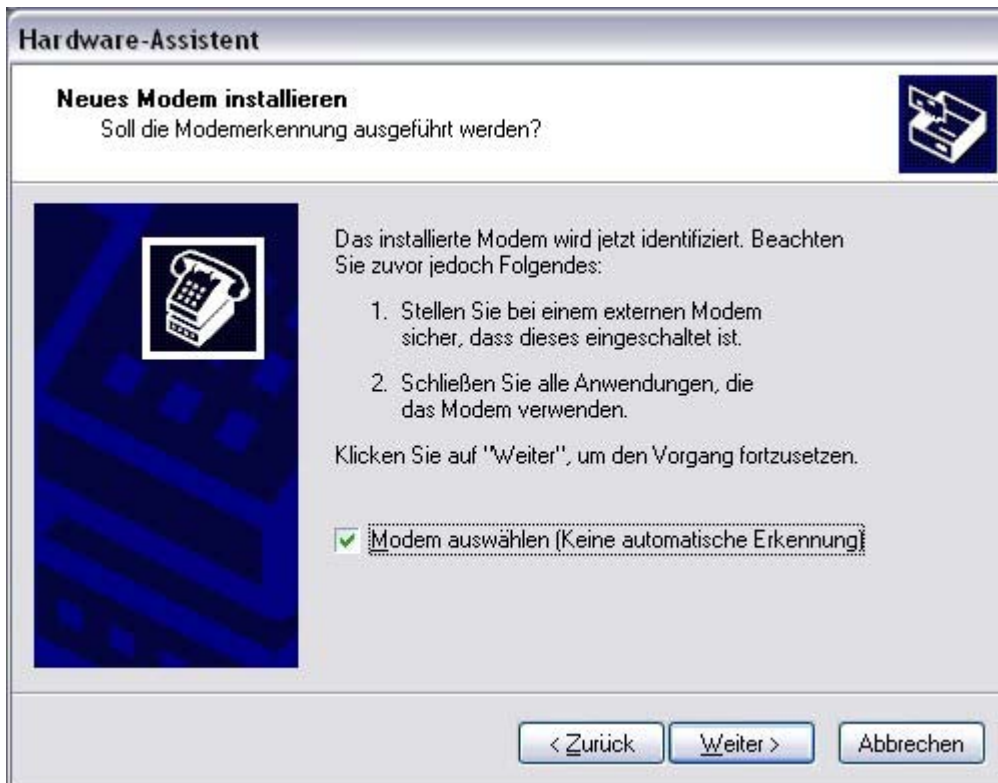 Hardware-Assistent
Neues Modem installieren
Soll die Modemerkennung ausgeführt werden?
Das installierte Modem wird jetzt identifiziert. Beachten
Sie zuvor jedoch Folgendes:
1. Stellen Sie bei einem externen Modem
sicher, dass dieses eingeschaltet ist.
2. Schließen Sie alle Anwendungen, die
das Modem verwenden.
Klicken Sie auf "Weiter", um den Vorgang fortzusetzen.
Modem auswählen (Keine automatische Erkennung)
< Zurück Weiter > Abbrechen